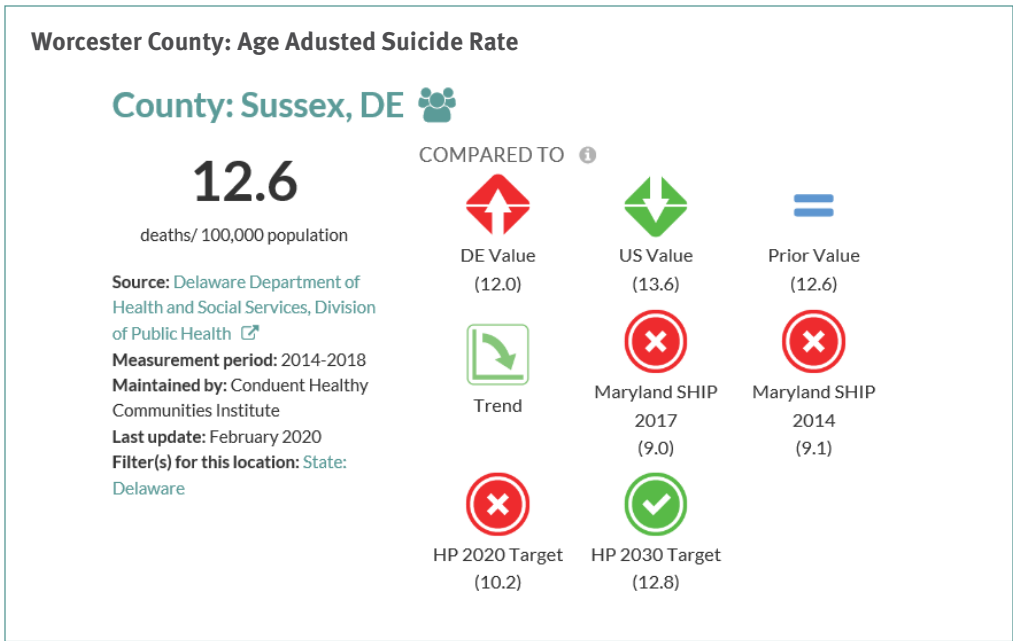 Worcester County: Age Adusted Suicide Rate
County: Sussex, DE
12.6
deaths/ 100,000 population
Source: Delaware Department of
Health and Social Services, Division
of Public Health
Measurement period: 2014-2018
Maintained by: Conduent Healthy
Communities Institute
Last update: February 2020
Filter(s) for this location: State:
Delaware
COMPARED TO
DE Value
(12.0)
US Value
(13.6)
Prior Value
(12.6)
Trend
Maryland SHIP
2017
(9.0)
Maryland SHIP
2014
(9.1)
HP 2020 Target
(10.2)
HP 2030 Target
(12.8)